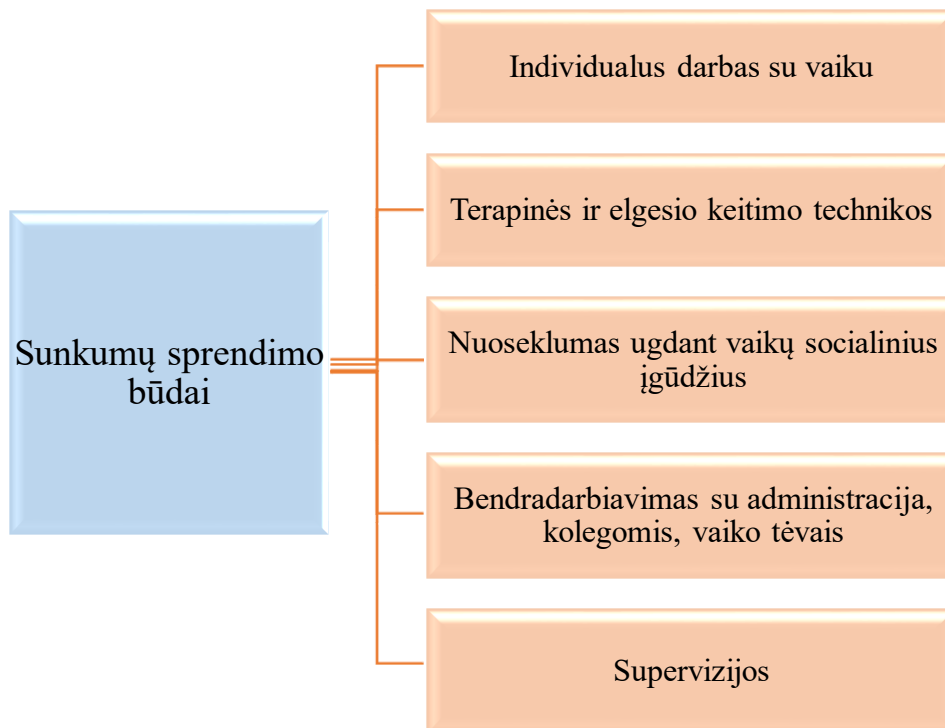 Individualus darbas su vaiku
Terapinės ir elgesio keitimo technikos
Sunkumų sprendimo
būdai
Nuoseklumas ugdant vaikų socialinius
įgūdžius
Bendradarbiavimas su administracija,
kolegomis, vaiko tėvais
Supervizijos